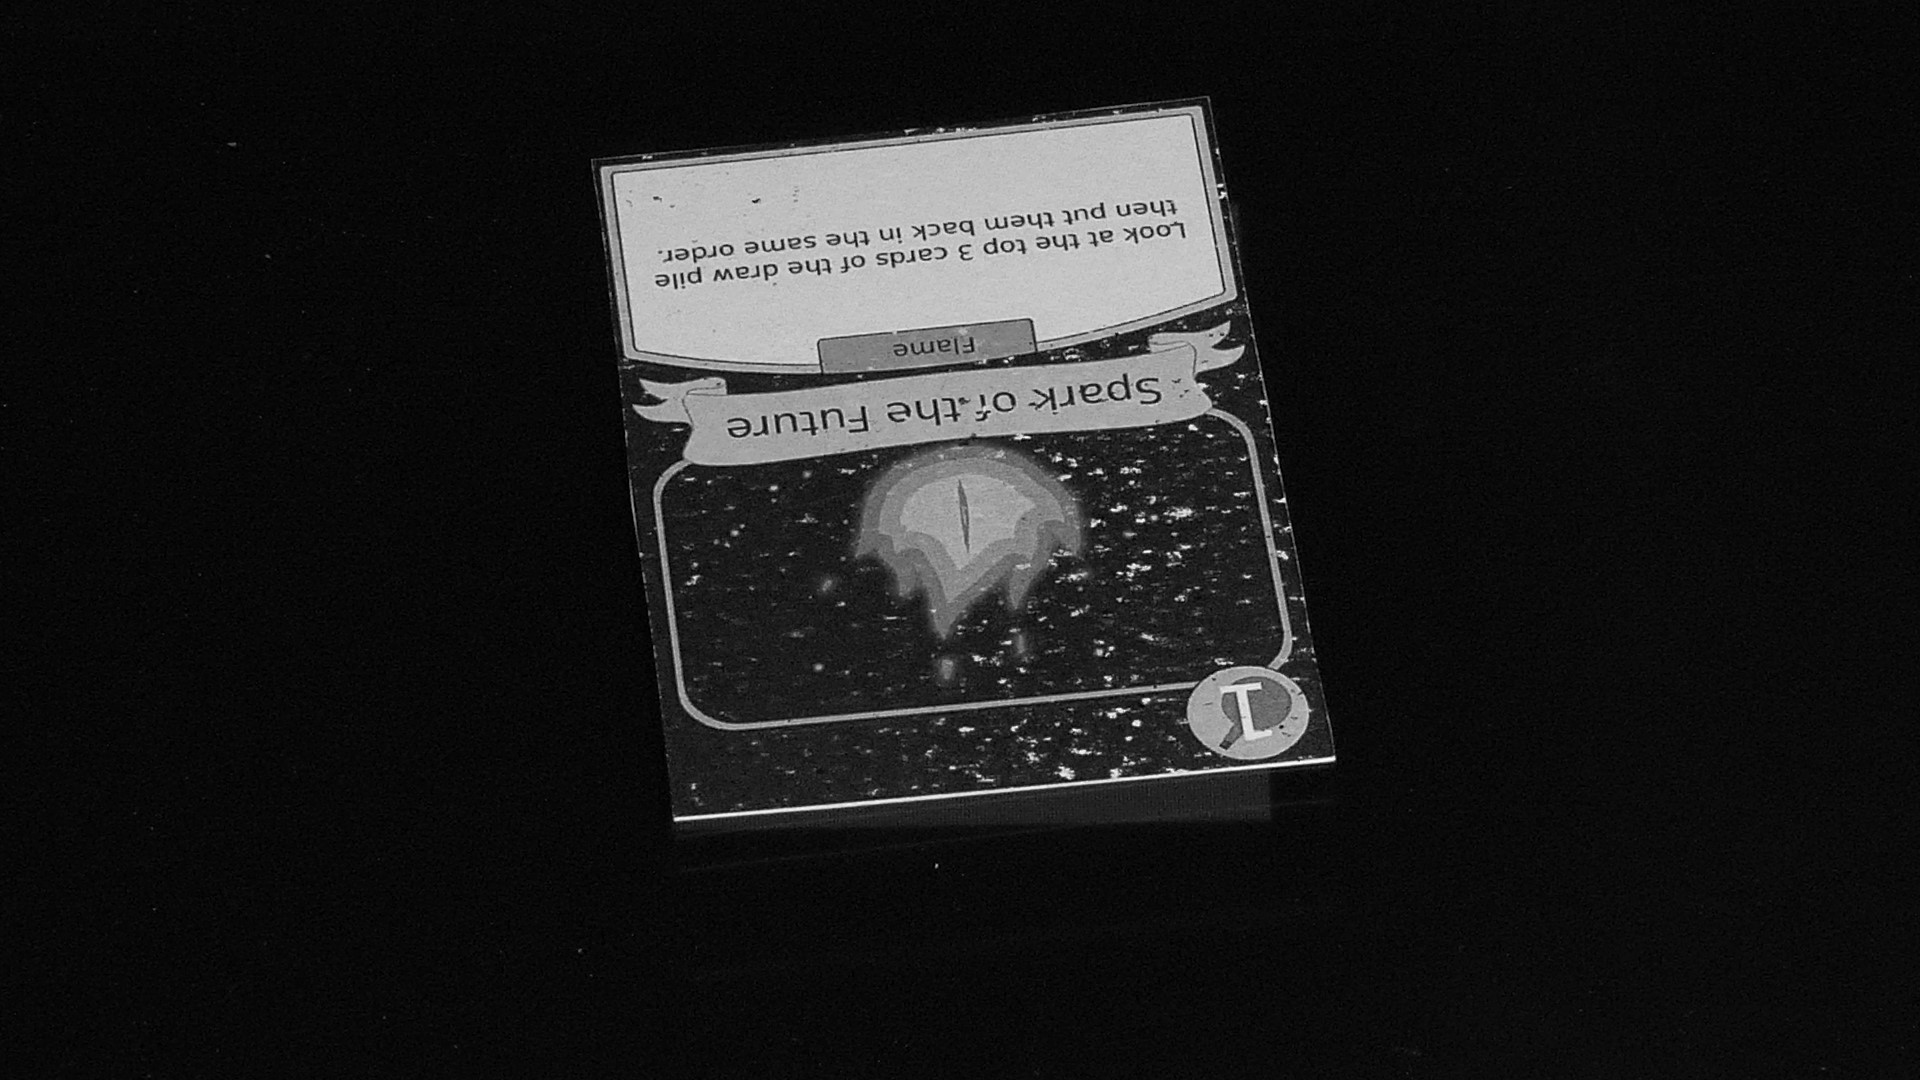 1
Spark of the Future
Flame
Look at the top 3 cards of the draw pile
then put them back in the same order.